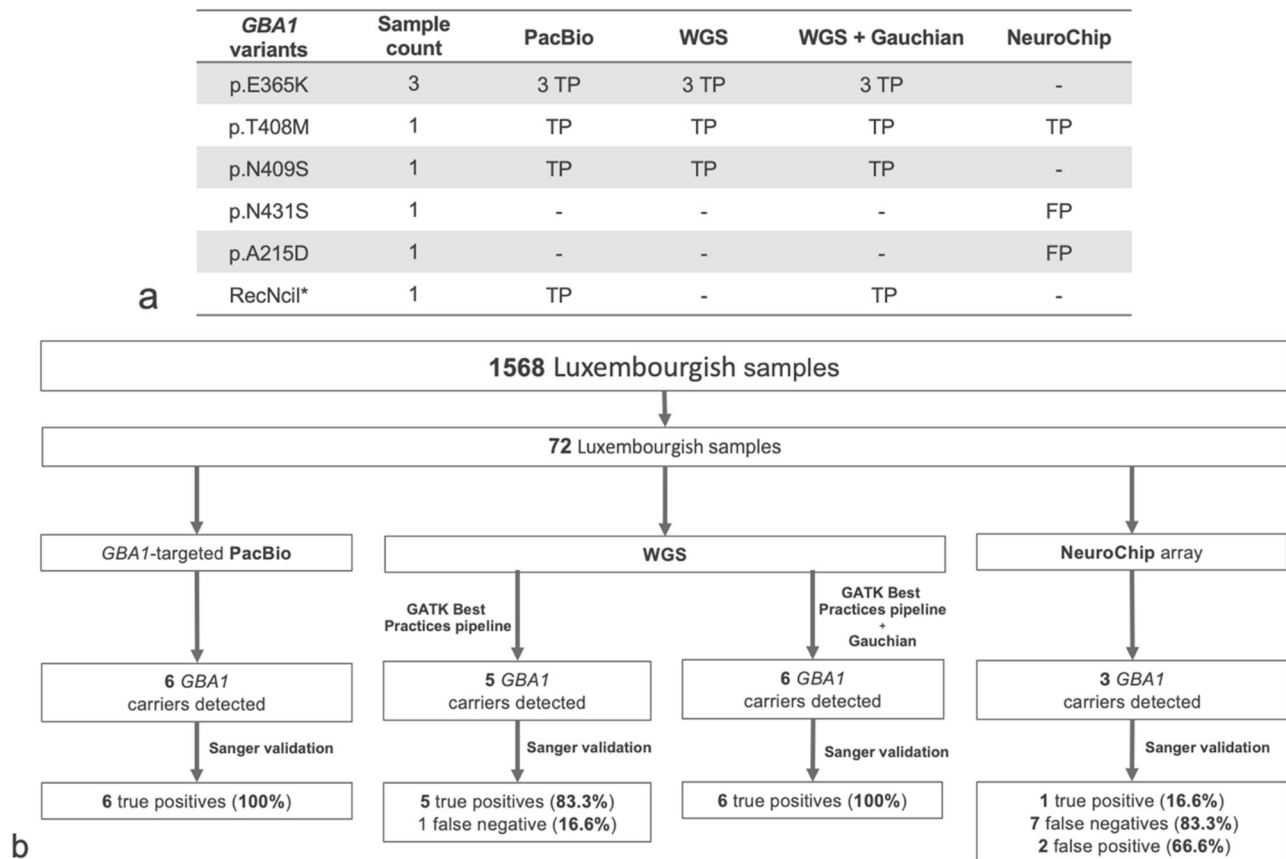 GBA1 variants Sample count PacBio WGS WGS + Gauchian NeuroChip
p.E365K 3 3 TP 3 TP 3 TP -
p.T408M 1 TP TP TP TP
p.N409S 1 TP TP TP -
p.N431S 1 - - - FP
p.A215D 1 - - - FP
RecNcil* 1 TP - TP -
a
1568 Luxembourgish samples
72 Luxembourgish samples
GBA1-targeted PacBio
WGS
NeuroChip array
GATK Best
Practices pipeline
GATK Best
Practices pipeline
+
Gauchian
6 GBA1
carriers detected
5 GBA1
carriers detected
6 GBA1
carriers detected
3 GBA1
carriers detected
Sanger validation
Sanger validation
Sanger validation
Sanger validation
6 true positives (100%)
5 true positives (83.3%)
1 false negative (16.6%)
6 true positives (100%)
1 true positive (16.6%)
7 false negatives (83.3%)
2 false positive (66.6%)
b